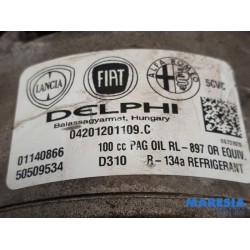 LANCIA FIAT ALFA ROMEO 5CVC
DELPHI
Balassagyarmat, Hungary
04201201109.C
01140866 100 cc PAG OIL RL-897 OR EQUIV.
50509534 D310 R-134a REFRIGERANT
MARESIA